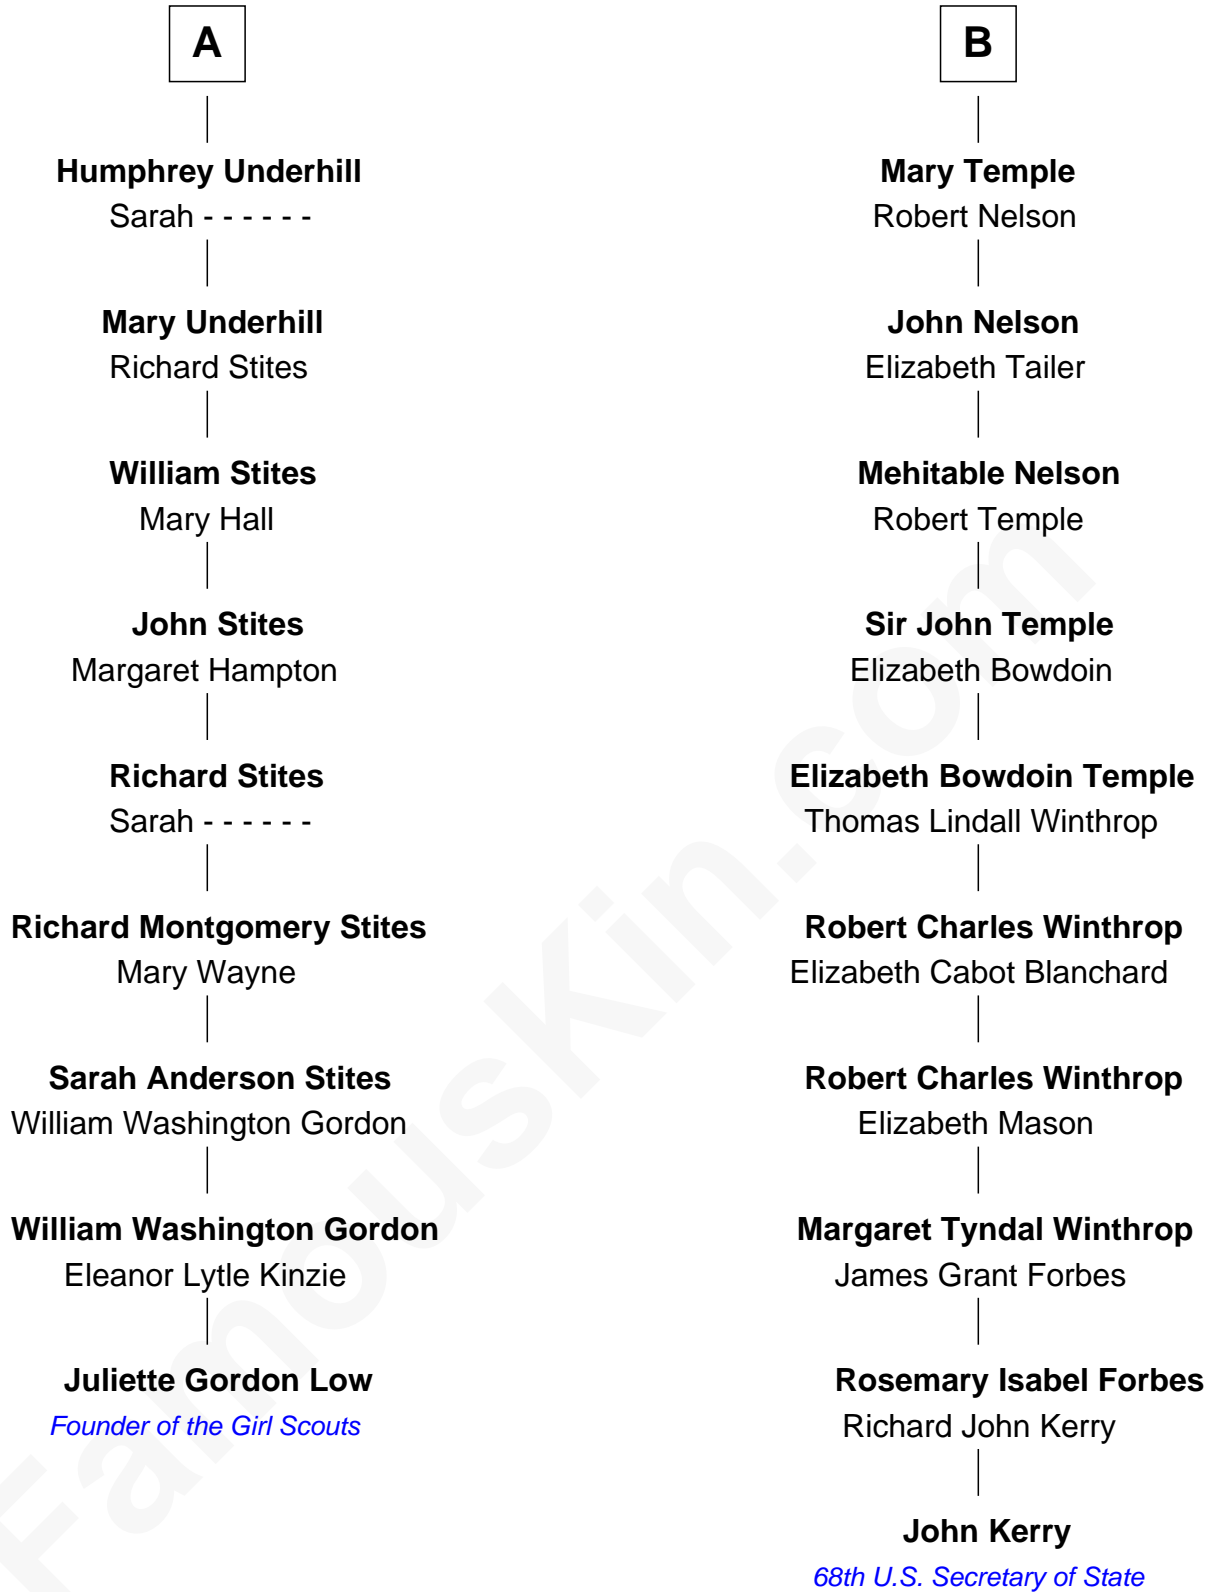 A
Humphrey Underhill
Sarah - - - - - -
Mary Underhill
Richard Stites
William Stites
Mary Hall
John Stites
Margaret Hampton
Richard Stites
Sarah - - - - - -
Richard Montgomery Stites
Mary Wayne
Sarah Anderson Stites
William Washington Gordon
William Washington Gordon
Eleanor Lytle Kinzie
Juliette Gordon Low
Founder of the Girl Scouts
B
Mary Temple
Robert Nelson
John Nelson
Elizabeth Tailer
Mehitable Nelson
Robert Temple
Sir John Temple
Elizabeth Bowdoin
Elizabeth Bowdoin Temple
Thomas Lindall Winthrop
Robert Charles Winthrop
Elizabeth Cabot Blanchard
Robert Charles Winthrop
Elizabeth Mason
Margaret Tyndal Winthrop
James Grant Forbes
Rosemary Isabel Forbes
Richard John Kerry
John Kerry
68th U.S. Secretary of State
FamousKin.com